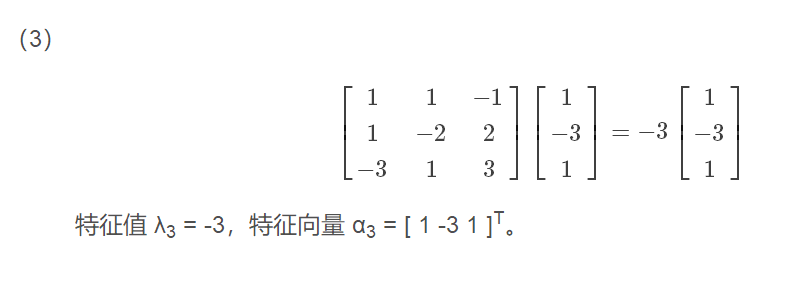 (3)
[ 1 1 −1 ; 1 −2 2 ; −3 1 3 ] [ 1 ; −3 ; 1 ] = −3 [ 1 ; −3 ; 1 ]
特征值 λ₃ = -3，特征向量 α₃ = [ 1 -3 1 ]ᵀ。